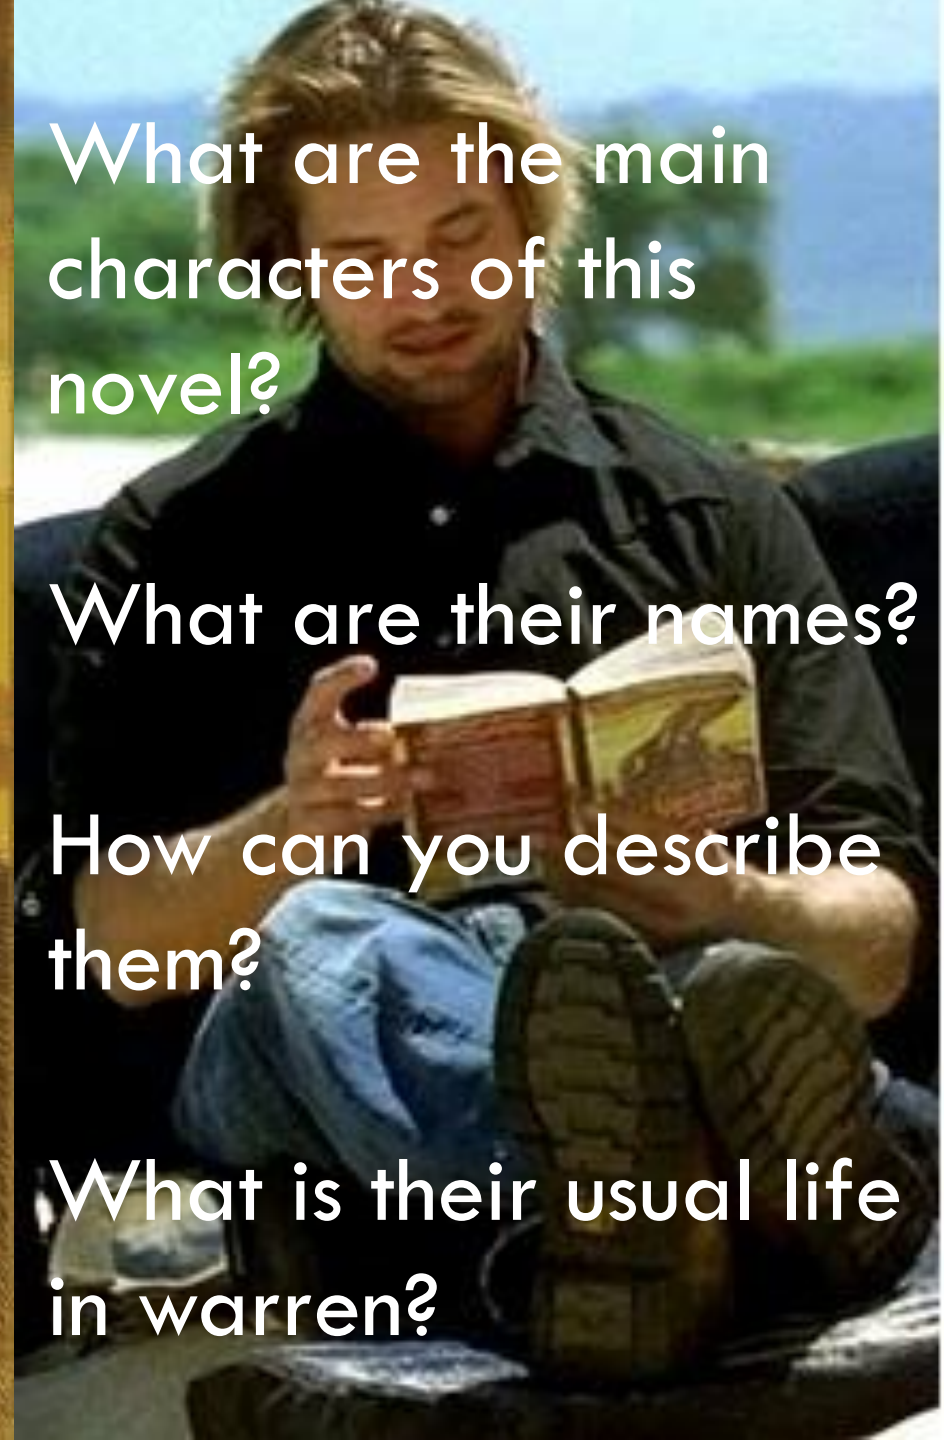 What are the main
characters of this
novel?
What are their names?
How can you describe
them?
What is their usual life
in warren?